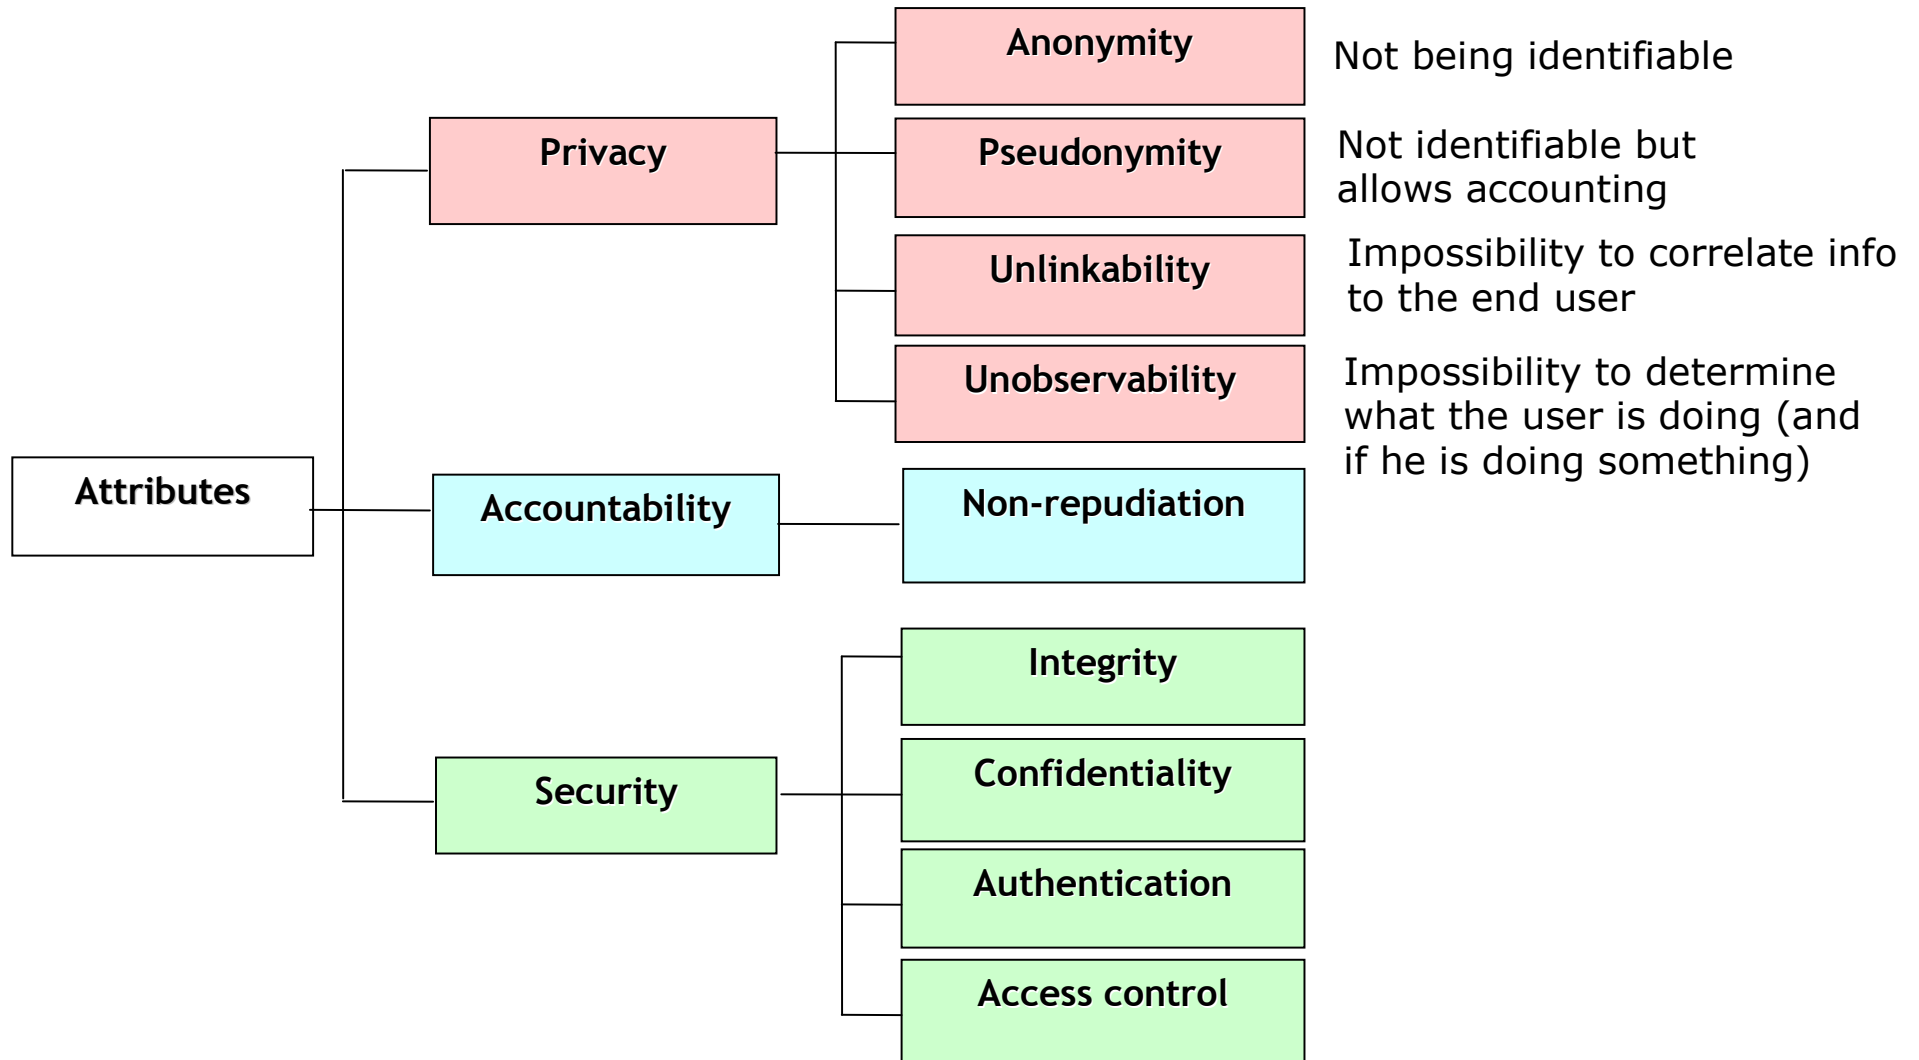 Anonymity
Not being identifiable
Privacy
Pseudonymity
Not identifiable but
allows accounting
Unlinkability
Impossibility to correlate info
to the end user
Unobservability
Impossibility to determine
what the user is doing (and
if he is doing something)
Attributes
Accountability
Non-repudiation
Integrity
Security
Confidentiality
Authentication
Access control